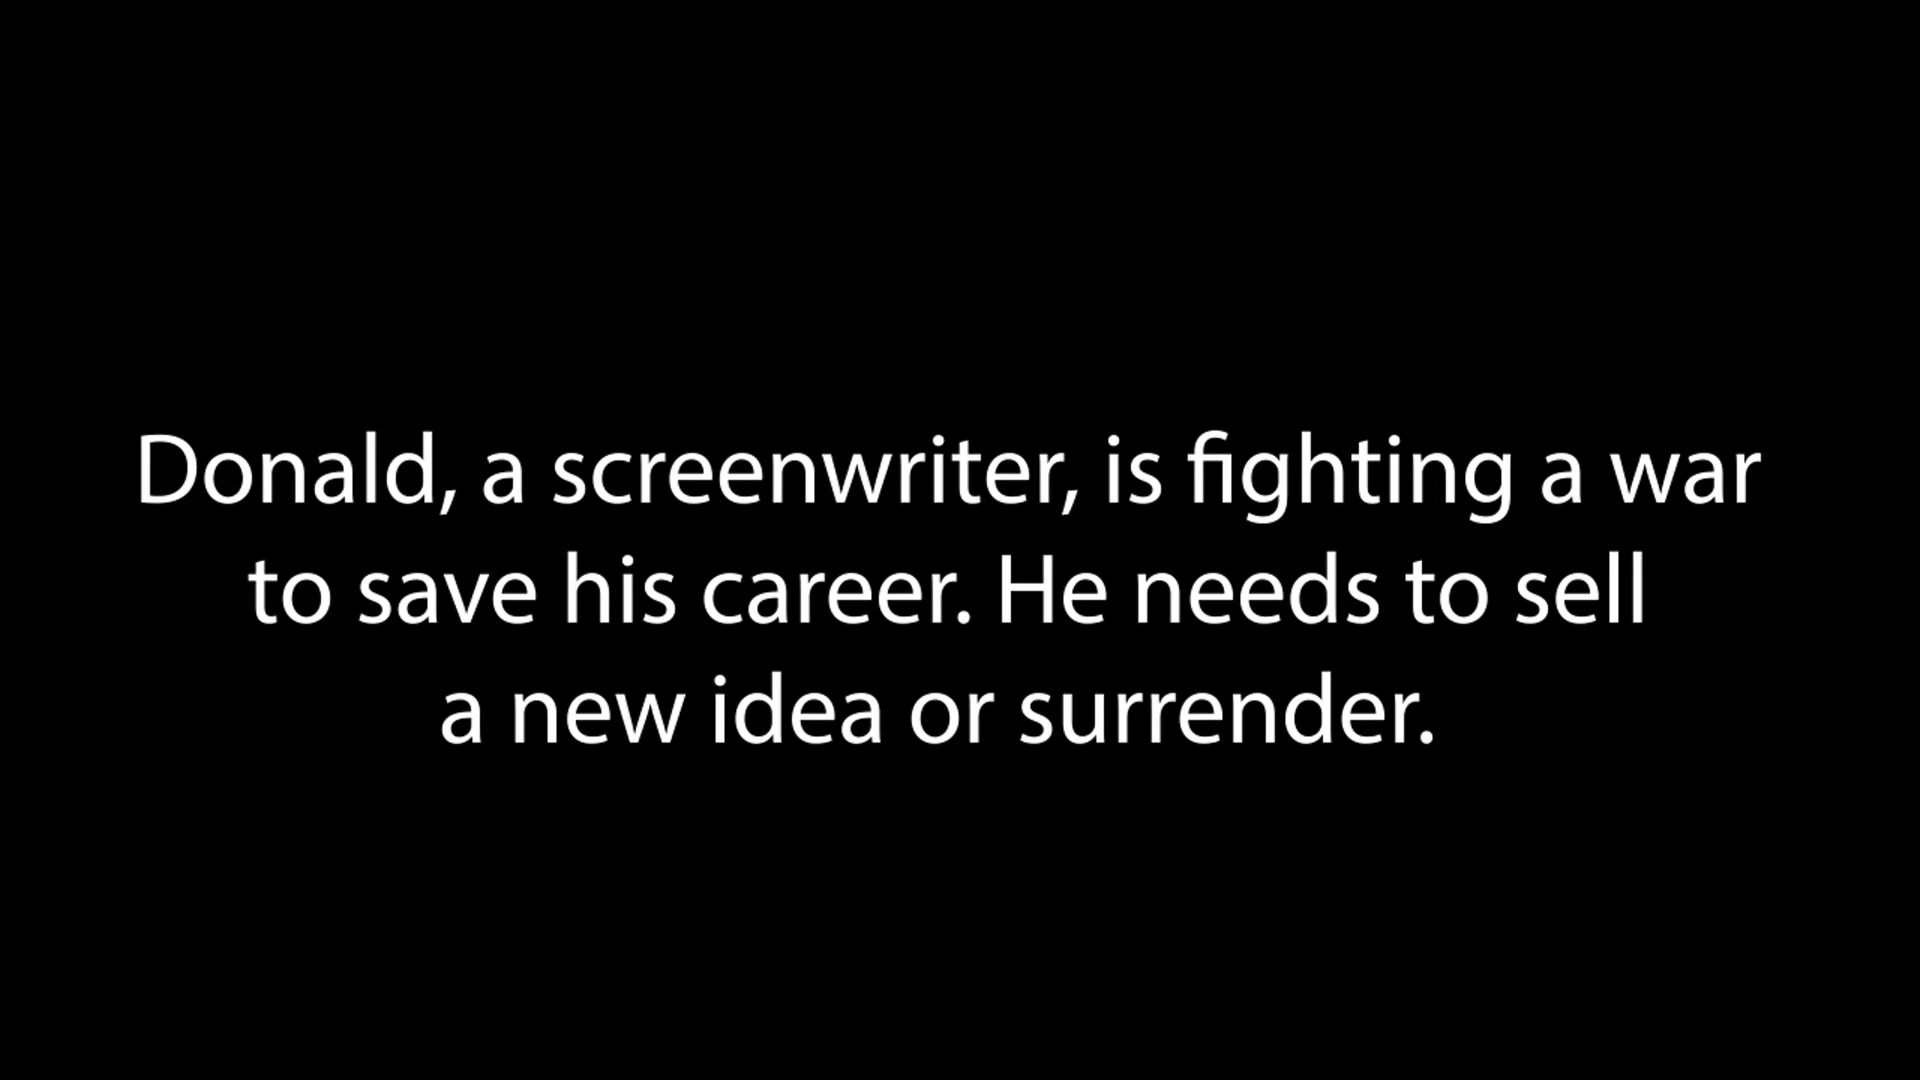 Donald, a screenwriter, is fighting a war
to save his career. He needs to sell
a new idea or surrender.